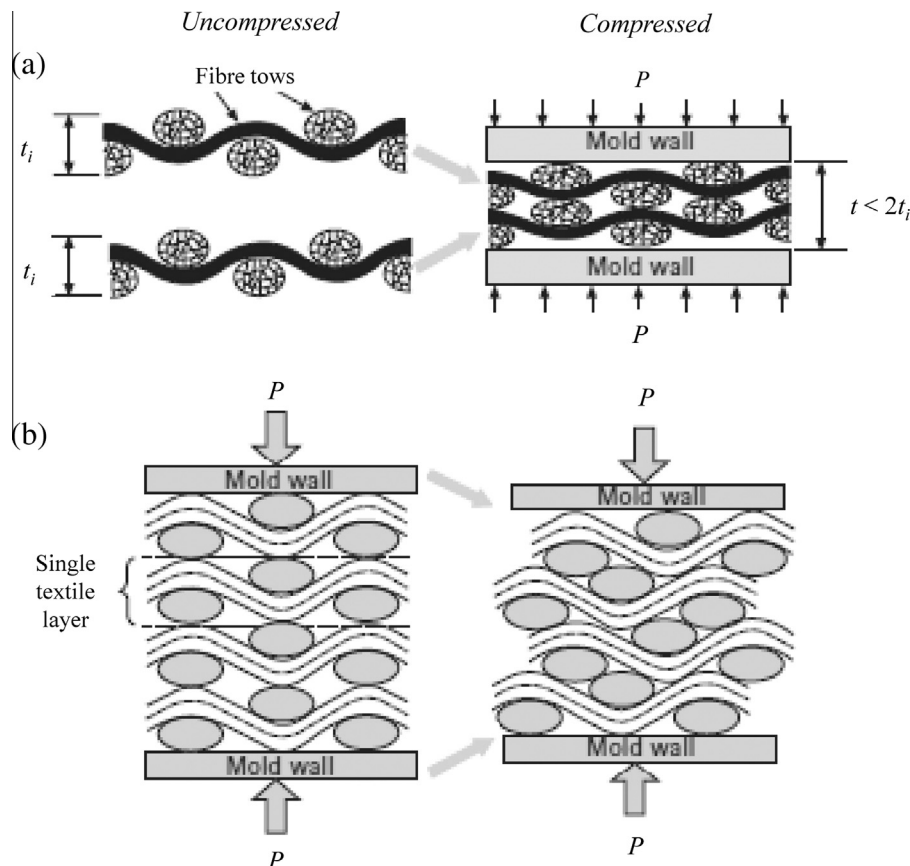 Uncompressed
Compressed
(a)
Fibre tows
P
Mold wall
t_i
t < 2t_i
t_i
Mold wall
P
P
P
(b)
Mold wall
Mold wall
Single
textile
layer
Mold wall
Mold wall
P
P